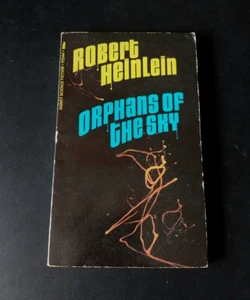 Robert
Heinlein
Orphans of
the Sky